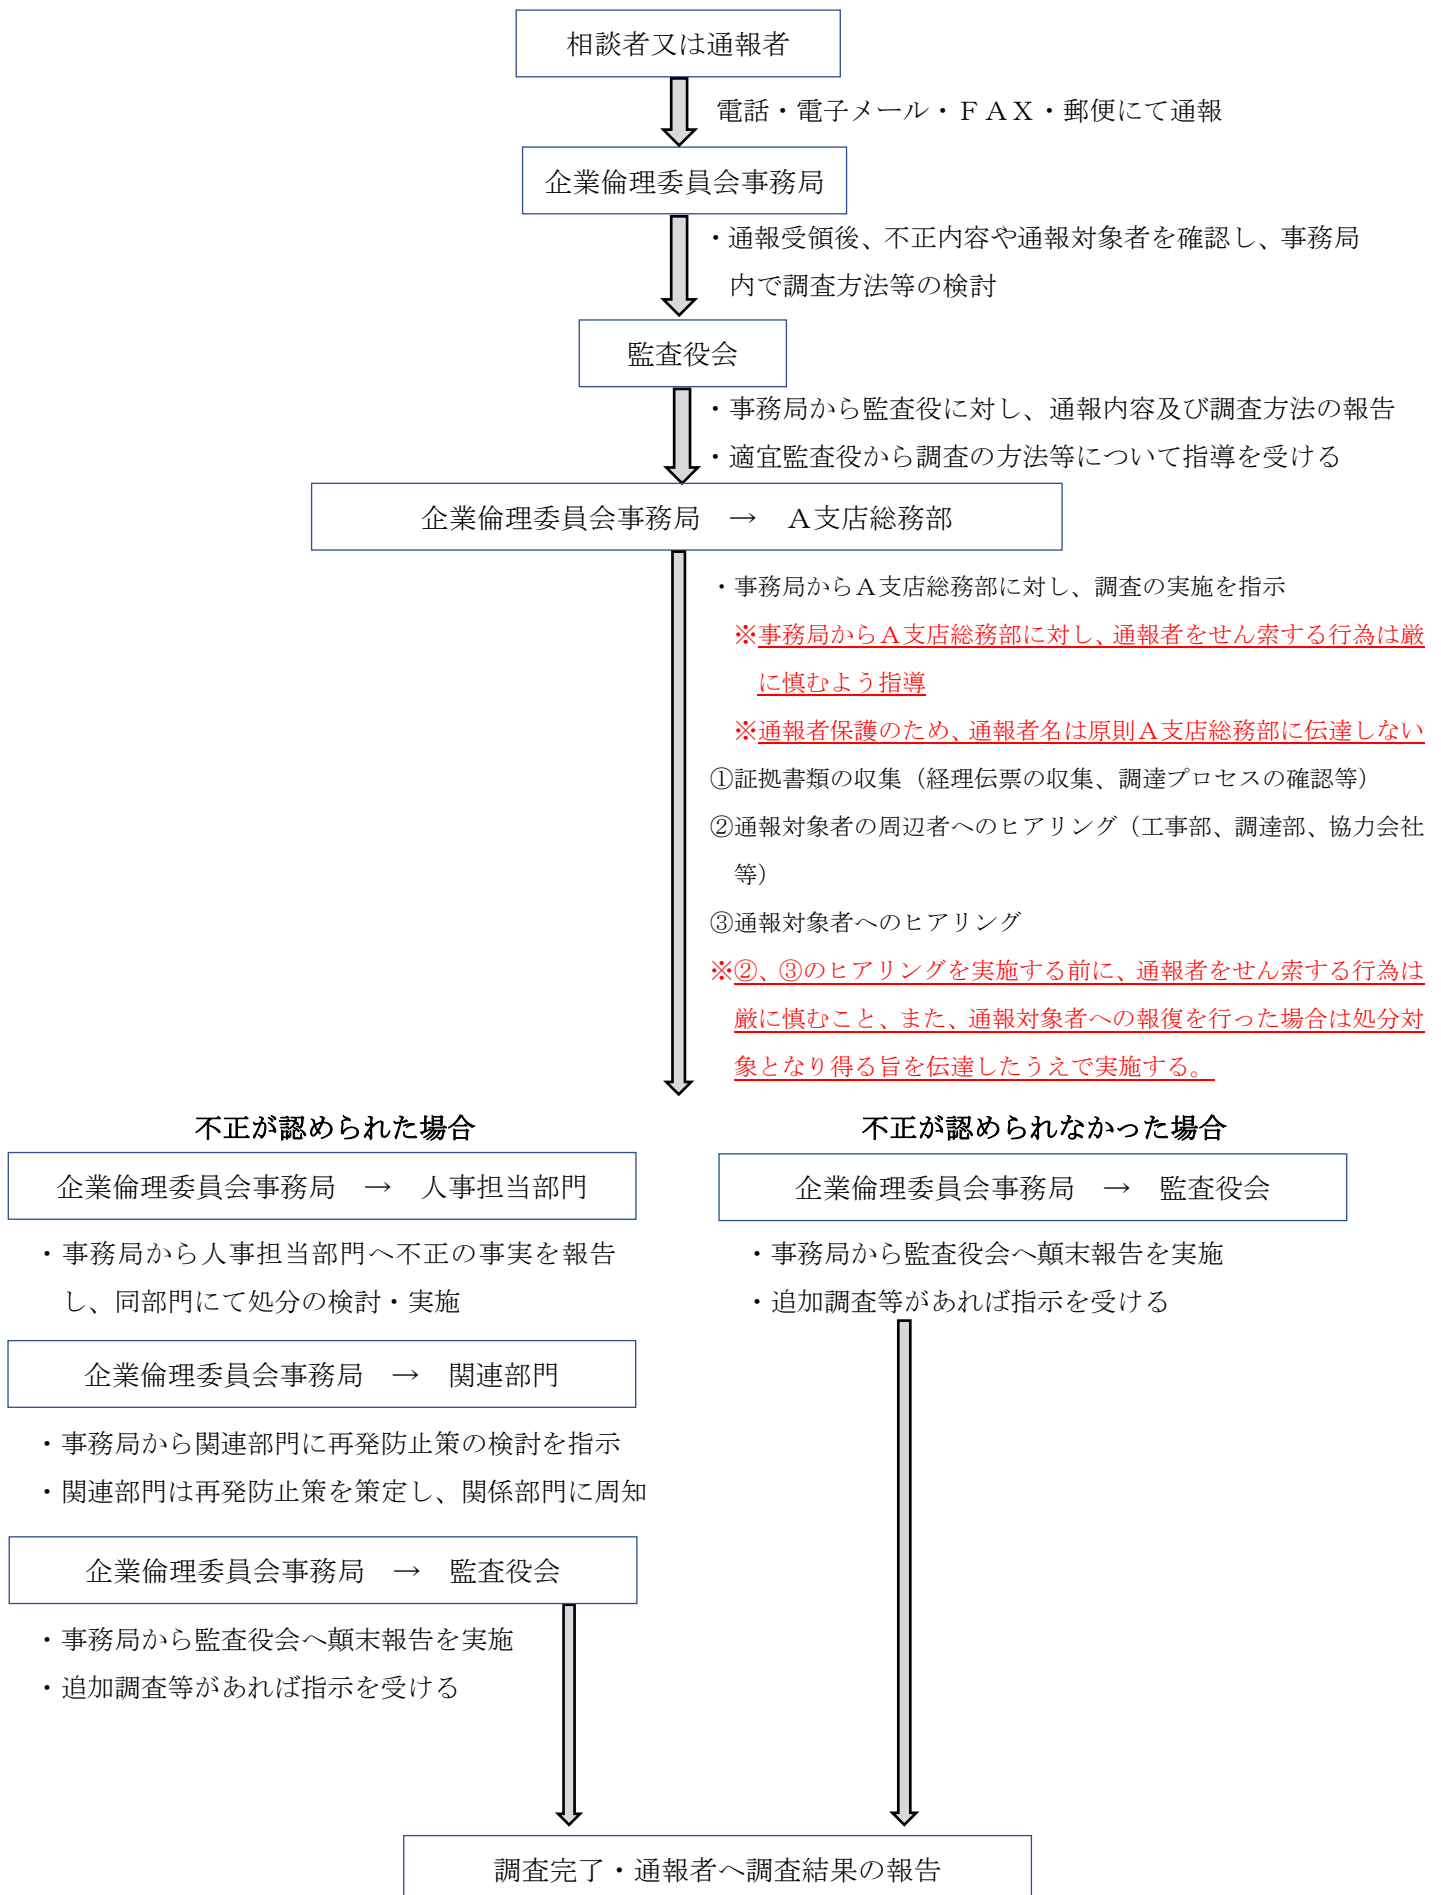 相談者又は通報者
電話・電子メール・ＦＡＸ・郵便にて通報
企業倫理委員会事務局
・通報受領後、不正内容や通報対象者を確認し、事務局
内で調査方法等の検討
監査役会
・事務局から監査役に対し、通報内容及び調査方法の報告
・適宜監査役から調査の方法等について指導を受ける
企業倫理委員会事務局　→　Ａ支店総務部
・事務局からＡ支店総務部に対し、調査の実施を指示
※事務局からＡ支店総務部に対し、通報者をせん索する行為は厳
に慎むよう指導
※通報者保護のため、通報者名は原則Ａ支店総務部に伝達しない
①証拠書類の収集（経理伝票の収集、調達プロセスの確認等）
②通報対象者の周辺者へのヒアリング（工事部、調達部、協力会社
等）
③通報対象者へのヒアリング
※②、③のヒアリングを実施する前に、通報者をせん索する行為は
厳に慎むこと、また、通報対象者への報復を行った場合は処分対
象となり得る旨を伝達したうえで実施する。
不正が認められた場合
企業倫理委員会事務局　→　人事担当部門
・事務局から人事担当部門へ不正の事実を報告
し、同部門にて処分の検討・実施
企業倫理委員会事務局　→　関連部門
・事務局から関連部門に再発防止策の検討を指示
・関連部門は再発防止策を策定し、関係部門に周知
企業倫理委員会事務局　→　監査役会
・事務局から監査役会へ顛末報告を実施
・追加調査等があれば指示を受ける
不正が認められなかった場合
企業倫理委員会事務局　→　監査役会
・事務局から監査役会へ顛末報告を実施
・追加調査等があれば指示を受ける
調査完了・通報者へ調査結果の報告